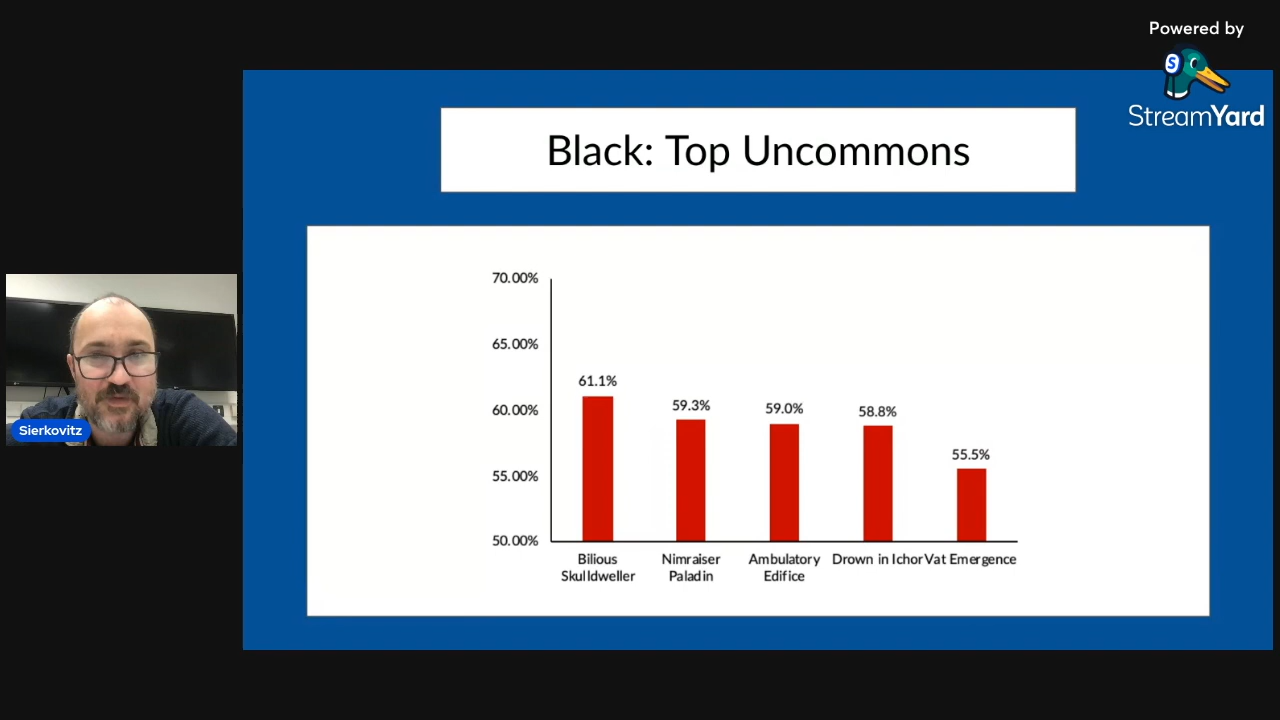 Powered by
S
StreamYard
Black: Top Uncommons
70.00%
65.00%
60.00%
55.00%
50.00%
61.1%
59.3%
59.0%
58.8%
55.5%
Bilious
Skulldweller
Nimraiser
Paladin
Ambulatory
Edifice
Drown in Ichor
Vat Emergence
Sierkovitz